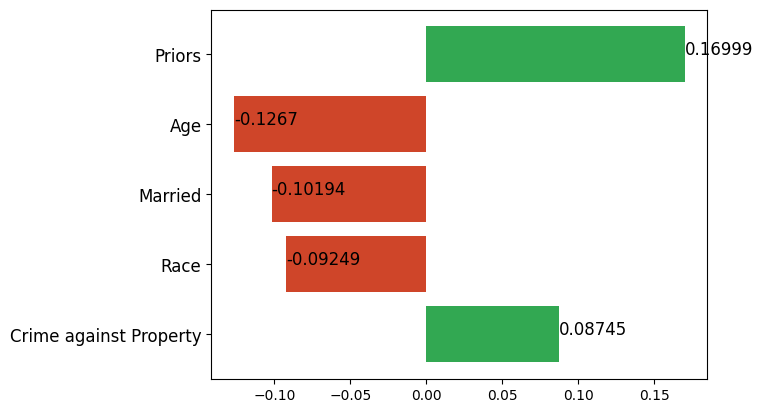 Priors
0.16999
Age
-0.1267
Married
-0.10194
Race
-0.09249
Crime against Property
0.08745
−0.10 −0.05 0.00 0.05 0.10 0.15